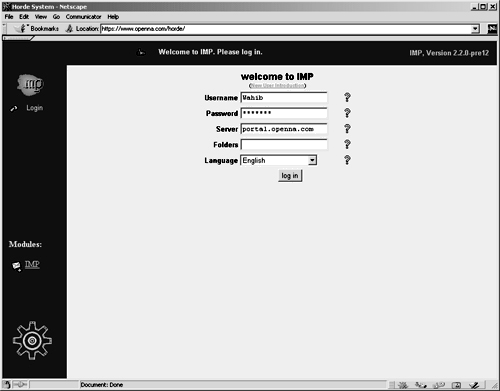 Horde System - Netscape
File Edit View Go Communicator Help
Bookmarks Location: https://www.openna.com/horde/
Welcome to IMP. Please log in. IMP, Version 2.2.0-pre12
imp
Login
welcome to IMP
(New User Introduction)
Username Wahib ?
Password ******* ?
Server portal.openna.com ?
Folders ?
Language English ?
log in
Modules:
IMP
Document: Done